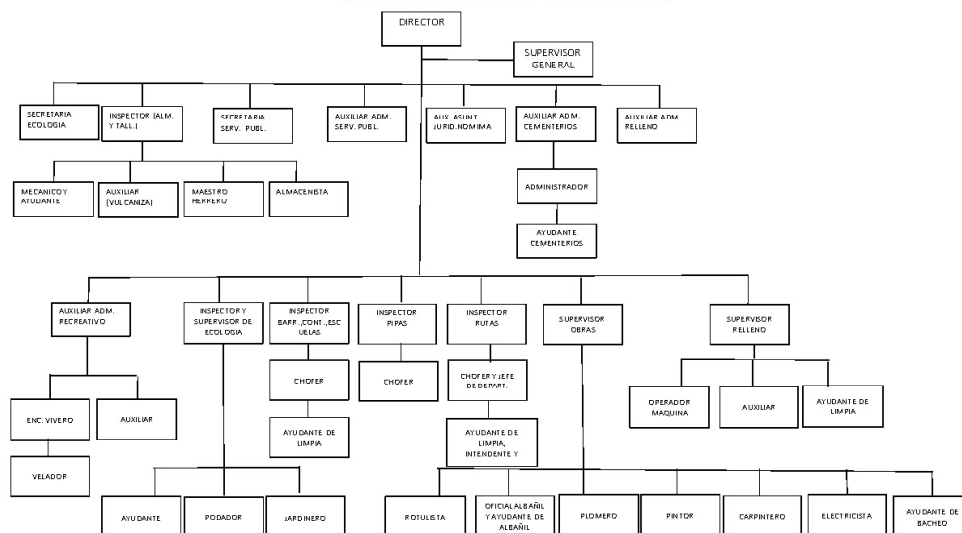 DIRECTOR
SUPERVISOR
GENERAL
SECRETARIA
ECOLOGIA
INSPECTOR (ALM.
Y TALL.)
SECRETARIA
SERV. PUBL.
AUXILIAR ADM.
SERV. PUBL.
AUX. ASUNT.
JURID.NOMIMA
AUXILIAR ADM.
CEMENTERIOS
AUXILIAR ADM.
RELLENO
MECANICO Y
AYUDANTE
AUXILIAR
(VULCANIZA)
MAESTRO
HERRERO
ALMACENISTA
ADMINISTRADOR
AYUDANTE
CEMENTERIOS
AUXILIAR ADM.
RECREATIVO
INSPECTOR Y
SUPERVISOR DE
ECOLOGIA
INSPECTOR
BARR.,CONT.,ESC
UELAS
INSPECTOR
PIPAS
INSPECTOR
RUTAS
SUPERVISOR
OBRAS
SUPERVISOR
RELLENO
CHOFER
CHOFER
CHOFER Y JEFE
DE DEPART.
OPERADOR
MAQUINA
AUXILIAR
AYUDANTE DE
LIMPIA
ENC. VIVERO
AUXILIAR
AYUDANTE DE
LIMPIA
AYUDANTE DE
LIMPIA,
INTENDENTE Y
VELADOR
AYUDANTE
PODADOR
JARDINERO
ROTULISTA
OFICIAL ALBAÑIL
Y AYUDANTE DE
ALBAÑIL
PLOMERO
PINTOR
CARPINTERO
ELECTRICISTA
AYUDANTE DE
BACHEO